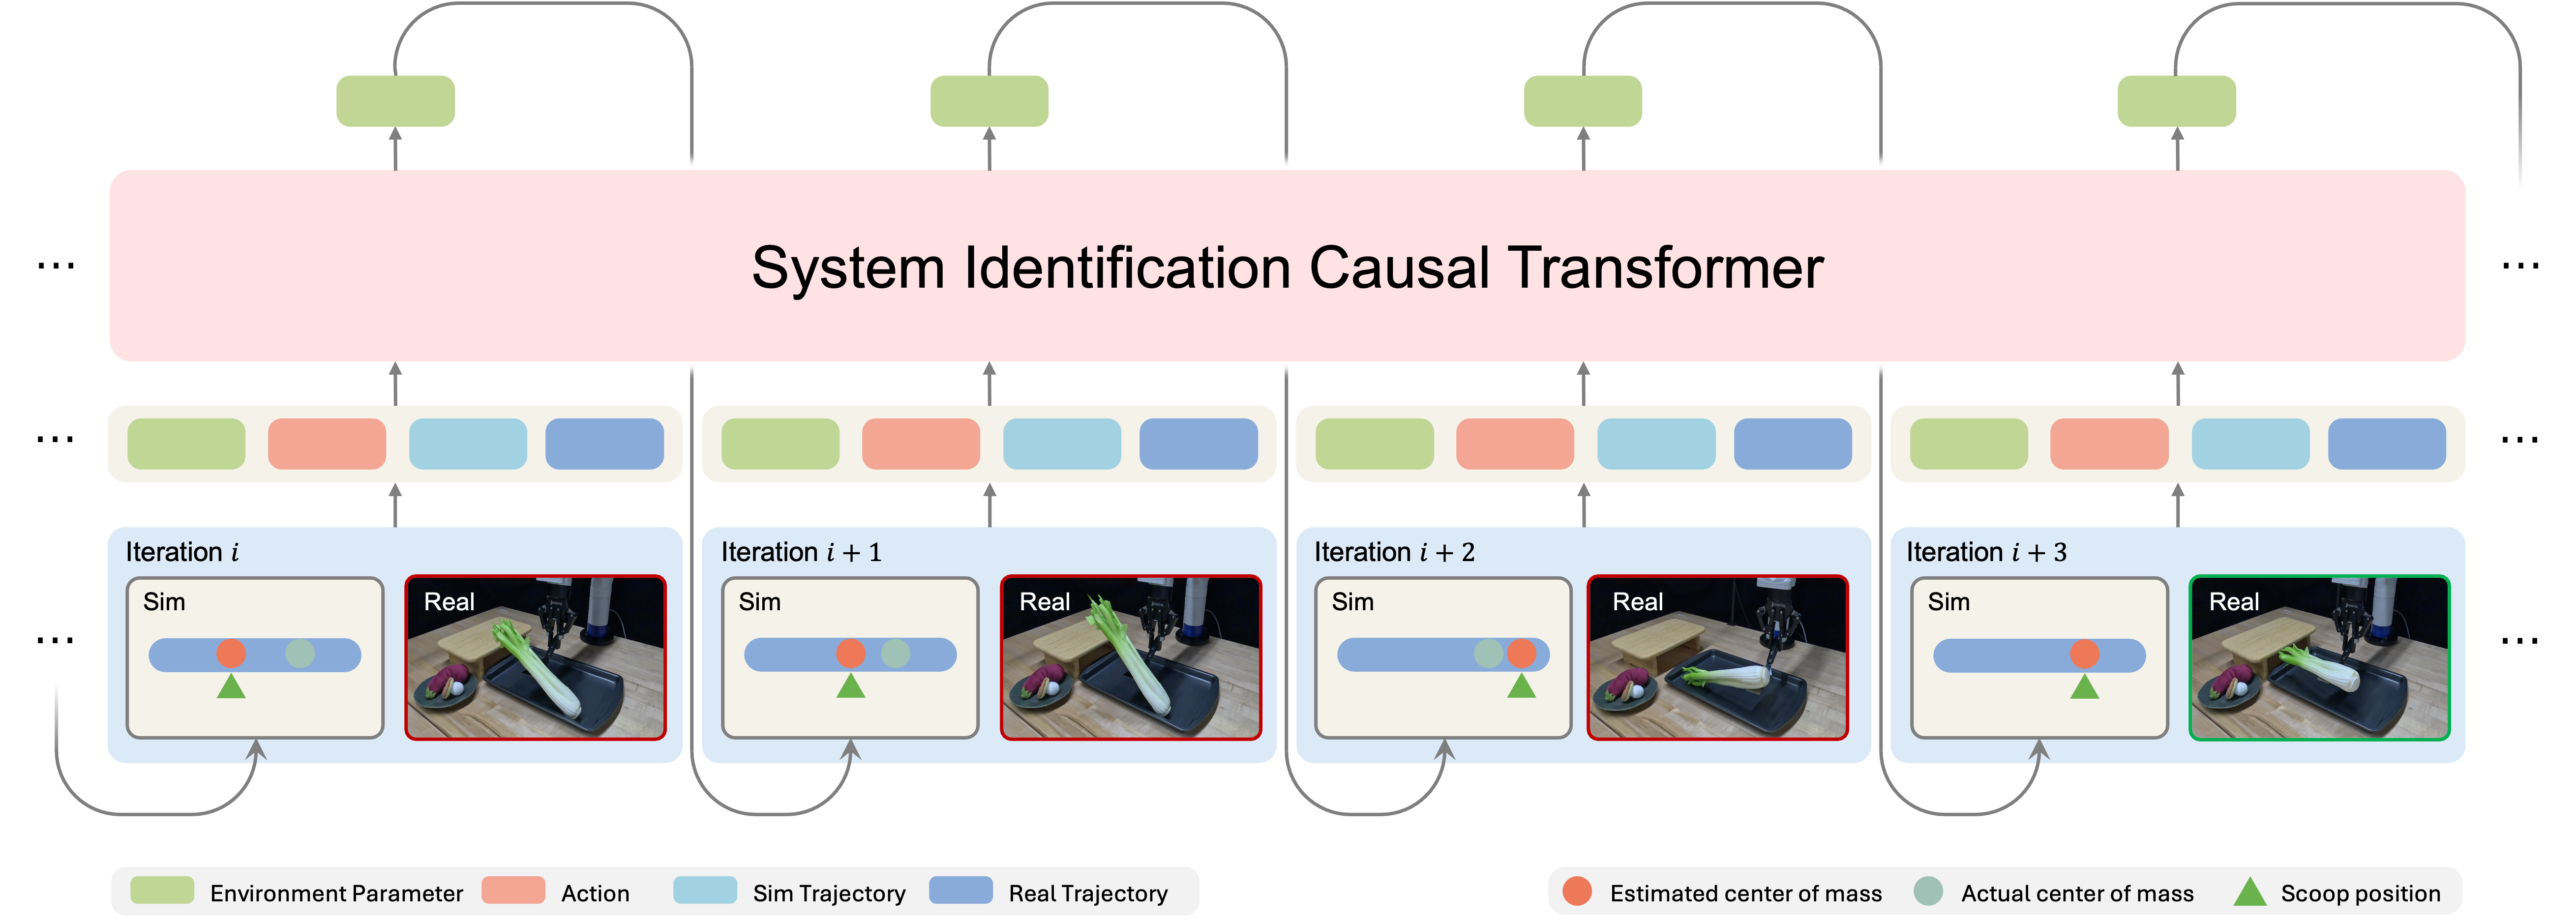 System Identification Causal Transformer
...
...
...
...
Iteration i
Sim
Real
Iteration i + 1
Sim
Real
Iteration i + 2
Sim
Real
Iteration i + 3
Sim
Real
...
...
Environment Parameter
Action
Sim Trajectory
Real Trajectory
Estimated center of mass
Actual center of mass
Scoop position